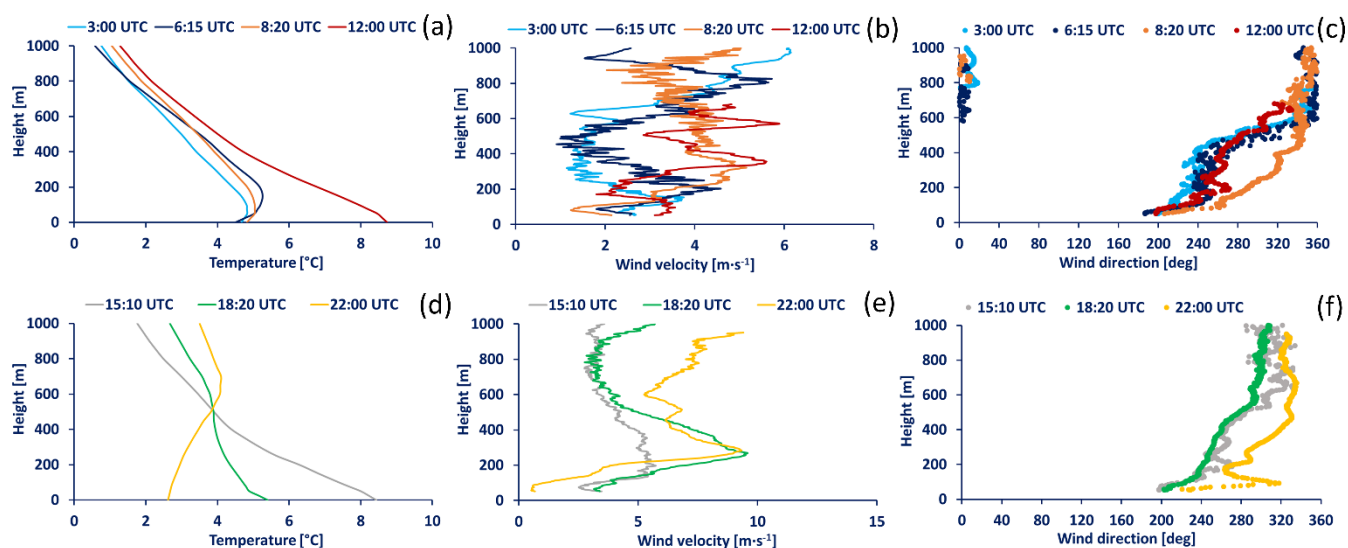 3:00 UTC 6:15 UTC 8:20 UTC 12:00 UTC (a)
1000
800
600
400
200
0
Height [m]
0 2 4 6 8 10
Temperature [°C]
3:00 UTC 6:15 UTC 8:20 UTC 12:00 UTC (b)
1000
800
600
400
200
0
Height [m]
0 2 4 6 8
Wind velocity [m·s⁻¹]
3:00 UTC 6:15 UTC 8:20 UTC 12:00 UTC (c)
1000
800
600
400
200
0
Height [m]
0 40 80 120 160 200 240 280 320 360
Wind direction [deg]
15:10 UTC 18:20 UTC 22:00 UTC (d)
1000
800
600
400
200
0
Height [m]
0 2 4 6 8 10
Temperature [°C]
15:10 UTC 18:20 UTC 22:00 UTC (e)
1000
800
600
400
200
0
Height [m]
0 5 10 15
Wind velocity [m·s⁻¹]
15:10 UTC 18:20 UTC 22:00 UTC (f)
1000
800
600
400
200
0
Height [m]
0 40 80 120 160 200 240 280 320 360
Wind direction [deg]